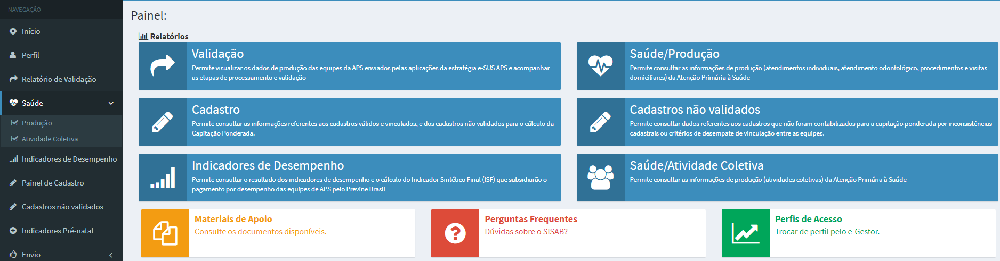 NAVEGAÇÃO
Início
Perfil
Relatório de Validação
Saúde
Produção
Atividade Coletiva
Indicadores de Desempenho
Painel de Cadastro
Cadastros não validados
Indicadores Pré-natal
Envio
Painel:
Relatórios
Validação
Permite visualizar os dados de produção das equipes da APS enviados pelas aplicações da estratégia e-SUS APS e acompanhar
as etapas de processamento e validação
Saúde/Produção
Permite consultar as informações de produção (atendimentos individuais, atendimento odontológico, procedimentos e visitas
domiciliares) da Atenção Primária à Saúde
Cadastro
Permite consultar as informações referentes aos cadastros válidos e vinculados, e dos cadastros não validados para o cálculo da
Capitação Ponderada.
Cadastros não validados
Permite consultar dados referentes aos cadastros que não foram contabilizados para a capitação ponderada por inconsistências
cadastrais ou critérios de desempate de vinculação entre as equipes.
Indicadores de Desempenho
Permite consultar o resultado dos indicadores de desempenho e o cálculo do Indicador Sintético Final (ISF) que subsidiarão o
pagamento por desempenho das equipes de APS pelo Previne Brasil
Saúde/Atividade Coletiva
Permite consultar as informações de produção (atividades coletivas) da Atenção Primária à Saúde
Materiais de Apoio
Consulte os documentos disponíveis.
Perguntas Frequentes
Dúvidas sobre o SISAB?
Perfis de Acesso
Trocar de perfil pelo e-Gestor.